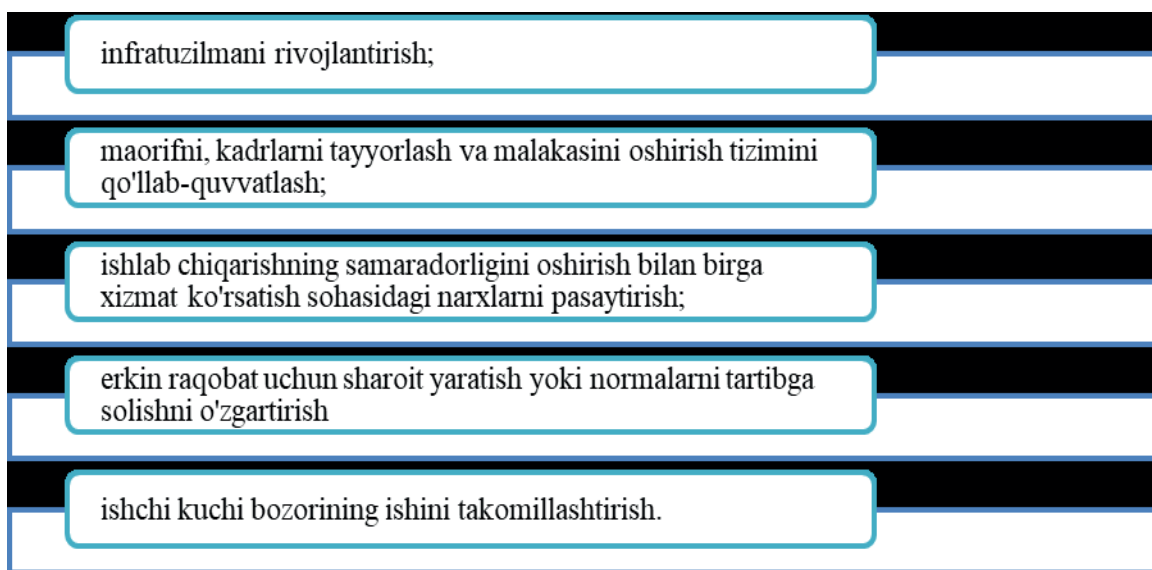 infratuzilmani rivojlantirish;
maorifni, kadrlarni tayyorlash va malakasini oshirish tizimini
qo'llab-quvvatlash;
ishlab chiqarishning samaradorligini oshirish bilan birga
xizmat ko'rsatish sohasidagi narxlarni pasaytirish;
erkin raqobat uchun sharoit yaratish yoki normalarni tartibga
solishni o'zgartirish
ishchi kuchi bozorining ishini takomillashtirish.